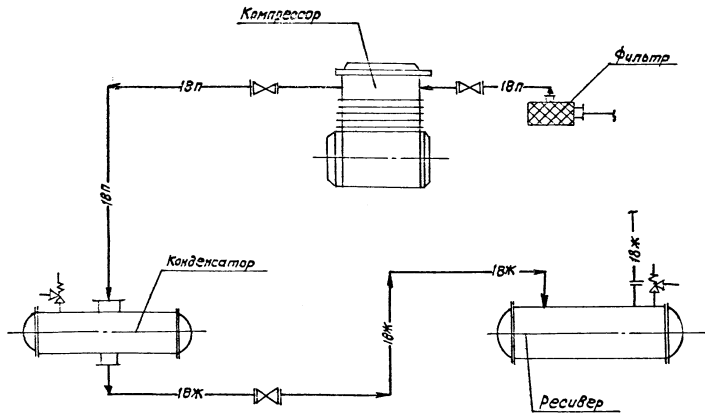 Компрессор
Фильтр
18п
18п
18п
Конденсатор
18ж
18ж
18ж
18ж
Ресивер